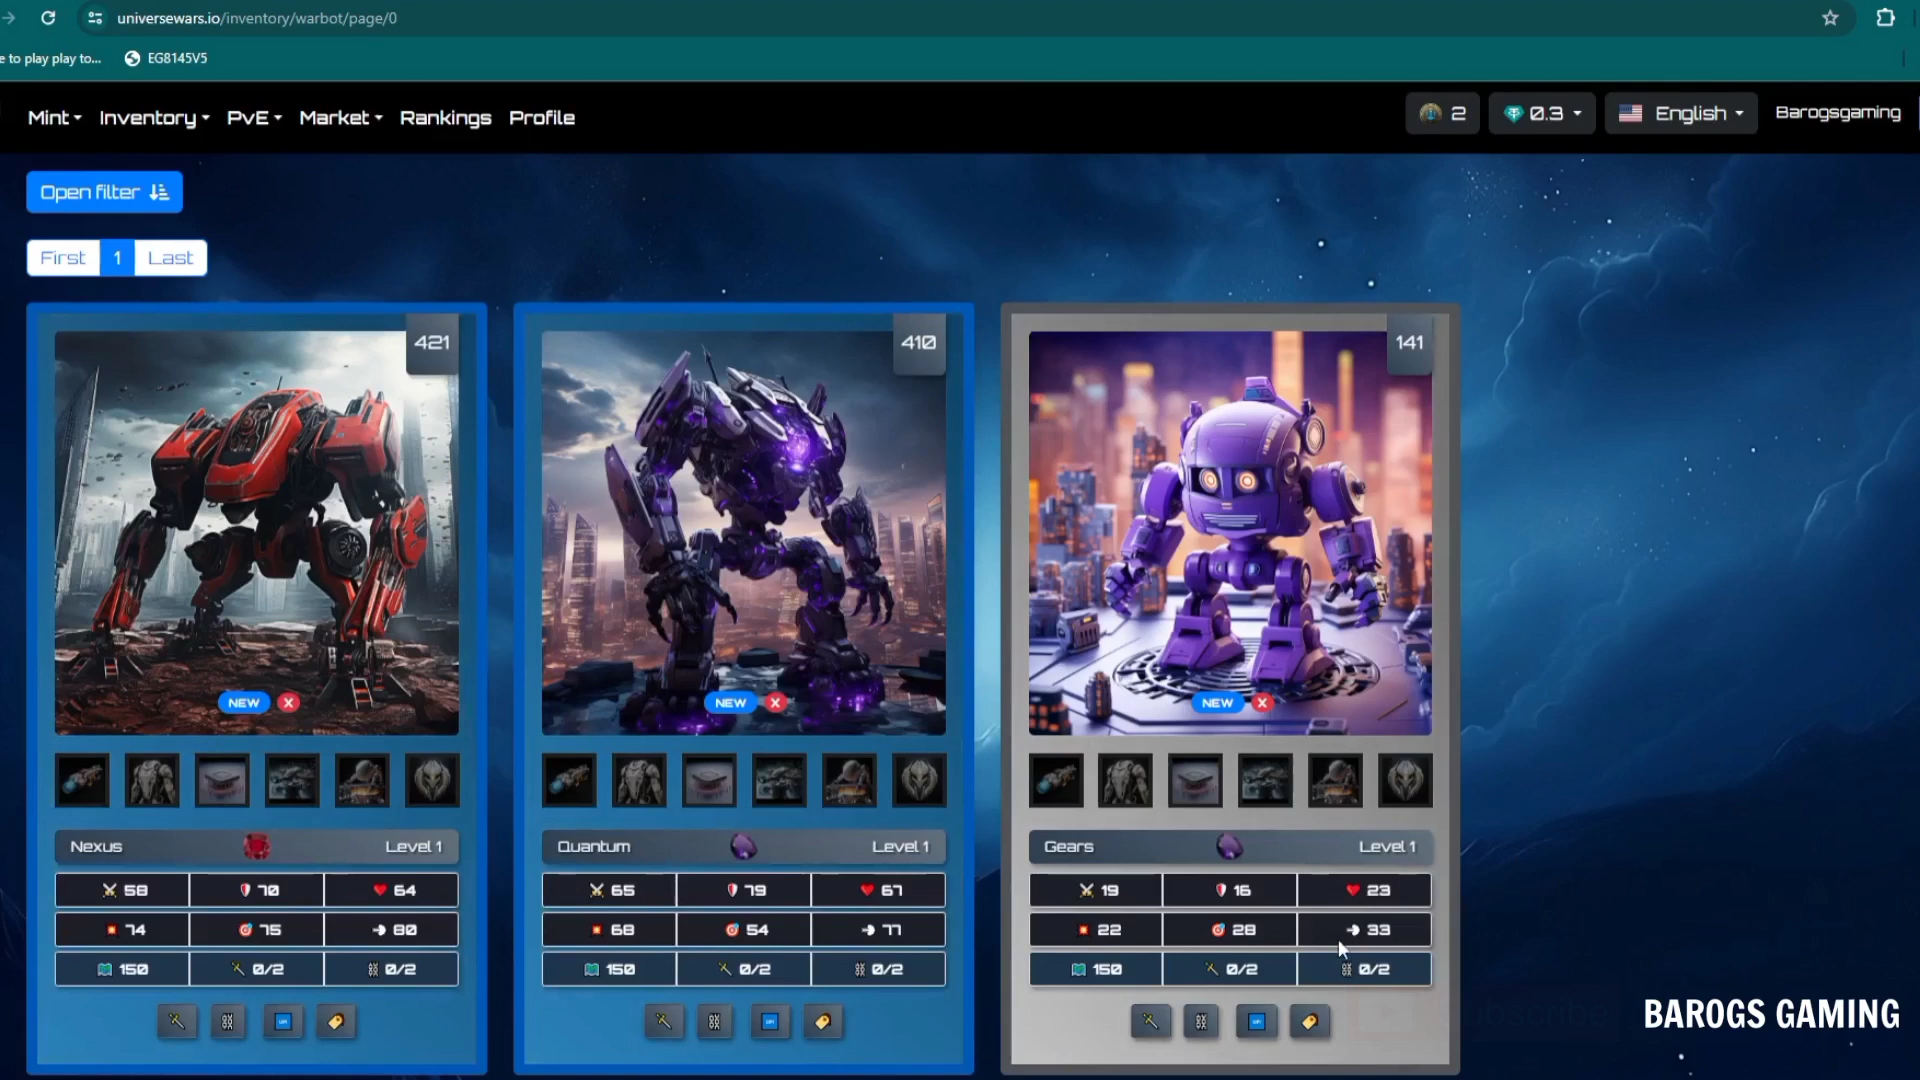 universewars.io/inventory/warbot/page/0
e to play play to...
EG8145V5
Mint
Inventory
PvE
Market
Rankings
Profile
2
0.3
English
Barogsgaming
Open filter
First 1 Last
421
NEW
Nexus Level 1
58 70 64
74 75 80
150 0/2 0/2
410
NEW
Quantum Level 1
65 79 67
68 54 77
150 0/2 0/2
141
NEW
Gears Level 1
19 16 23
22 28 33
150 0/2 0/2
BAROGS GAMING